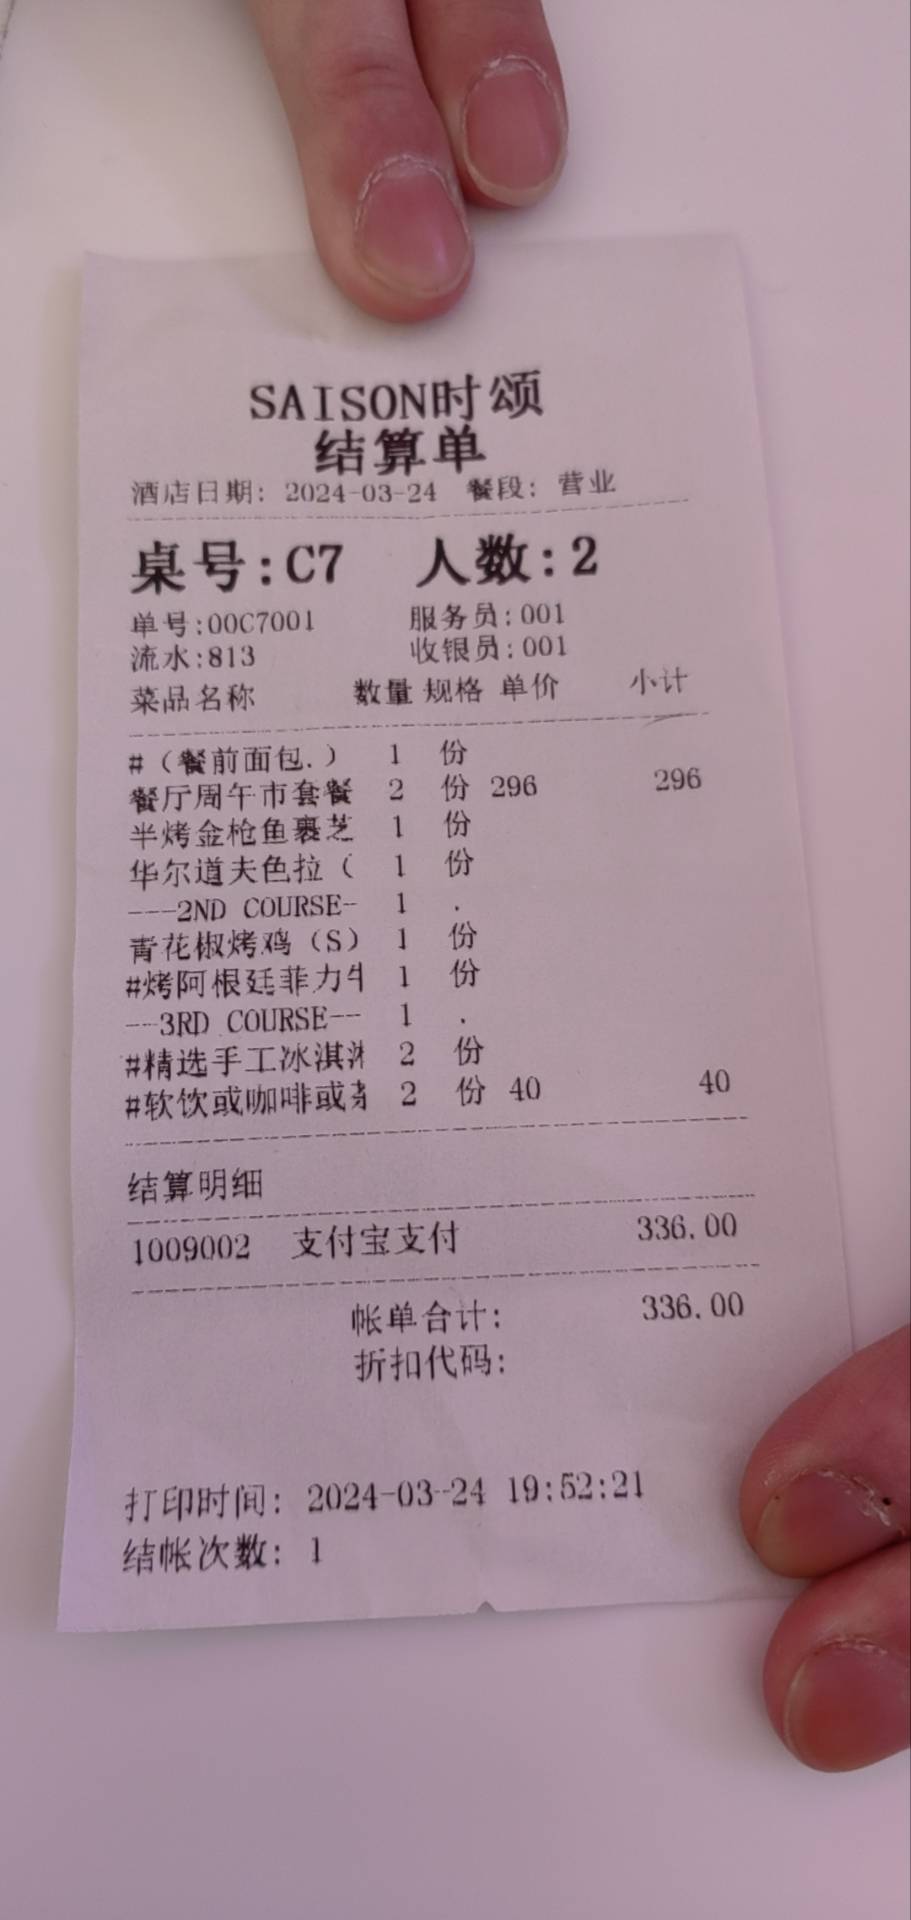 SAISON时颂
结算单
酒店日期: 2024-03-24 餐段: 营业
桌号:C7 人数:2
单号:00C7001 服务员:001
流水:813 收银员:001
菜品名称 数量 规格 单价 小计
#（餐前面包.） 1 份
餐厅周午市套餐 2 份 296 296
半烤金枪鱼裹芝 1 份
华尔道夫色拉（ 1 份
---2ND COURSE- 1 .
青花椒烤鸡（S） 1 份
#烤阿根廷菲力牛 1 份
--3RD COURSE-- 1 .
#精选手工冰淇淋 2 份
#软饮或咖啡或茶 2 份 40 40
结算明细
1009002 支付宝支付 336.00
帐单合计: 336.00
折扣代码:
打印时间: 2024-03-24 19:52:21
结帐次数: 1